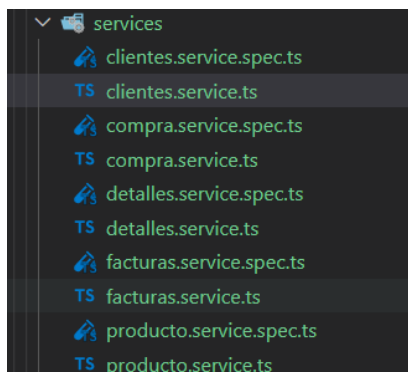 services
clientes.service.spec.ts
TS clientes.service.ts
compra.service.spec.ts
TS compra.service.ts
detalles.service.spec.ts
TS detalles.service.ts
facturas.service.spec.ts
TS facturas.service.ts
producto.service.spec.ts
TS producto.service.ts